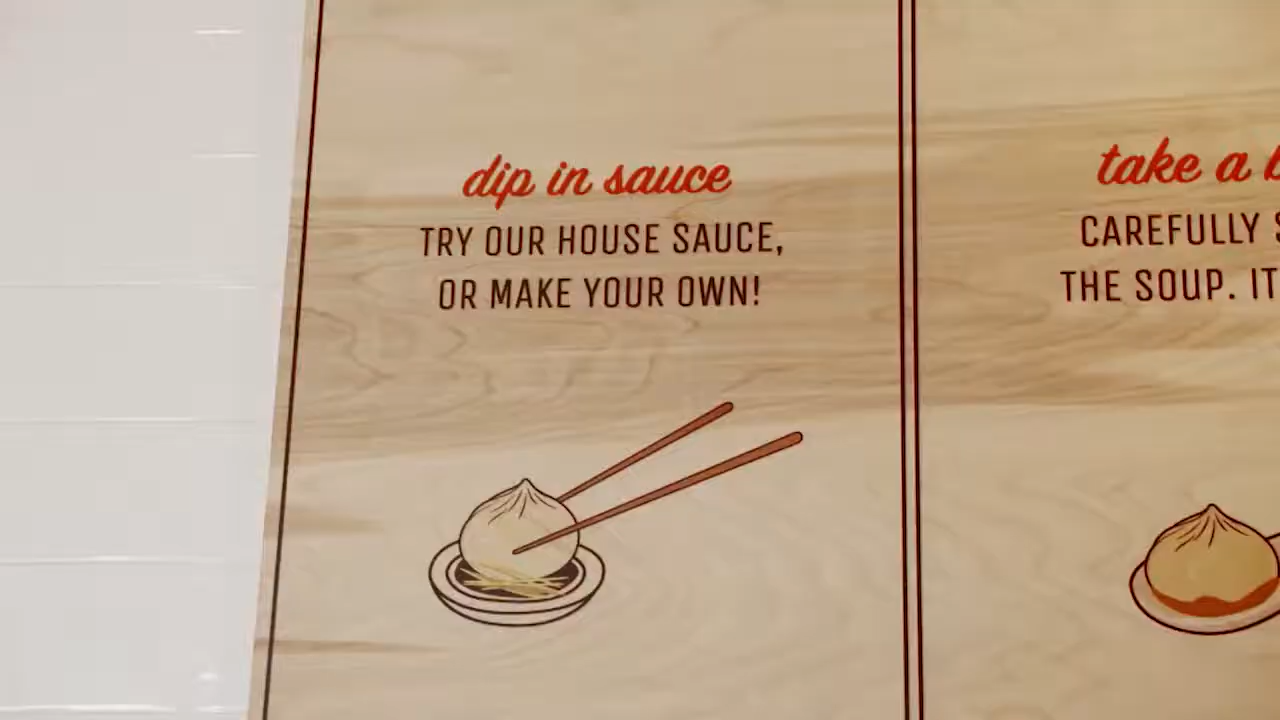 dip in sauce
TRY OUR HOUSE SAUCE,
OR MAKE YOUR OWN!
take a
CAREFULLY
THE SOUP. IT